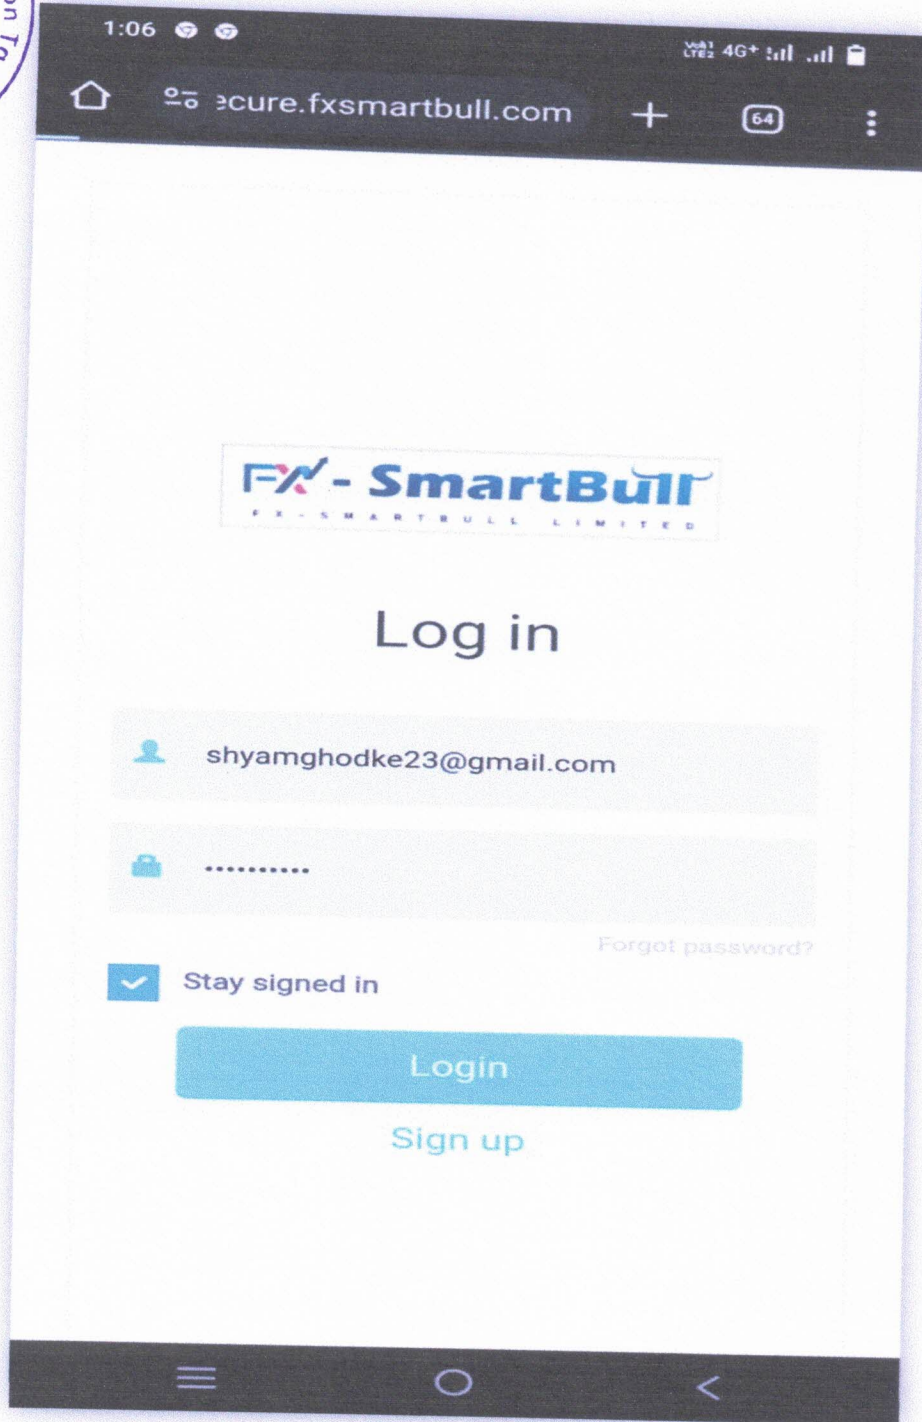 1:06
4G+
ecure.fxsmartbull.com
64
FX - SmartBull
FX-SMARTBULL LIMITED
Log in
shyamghodke23@gmail.com
Forgot password?
Stay signed in
Login
Sign up